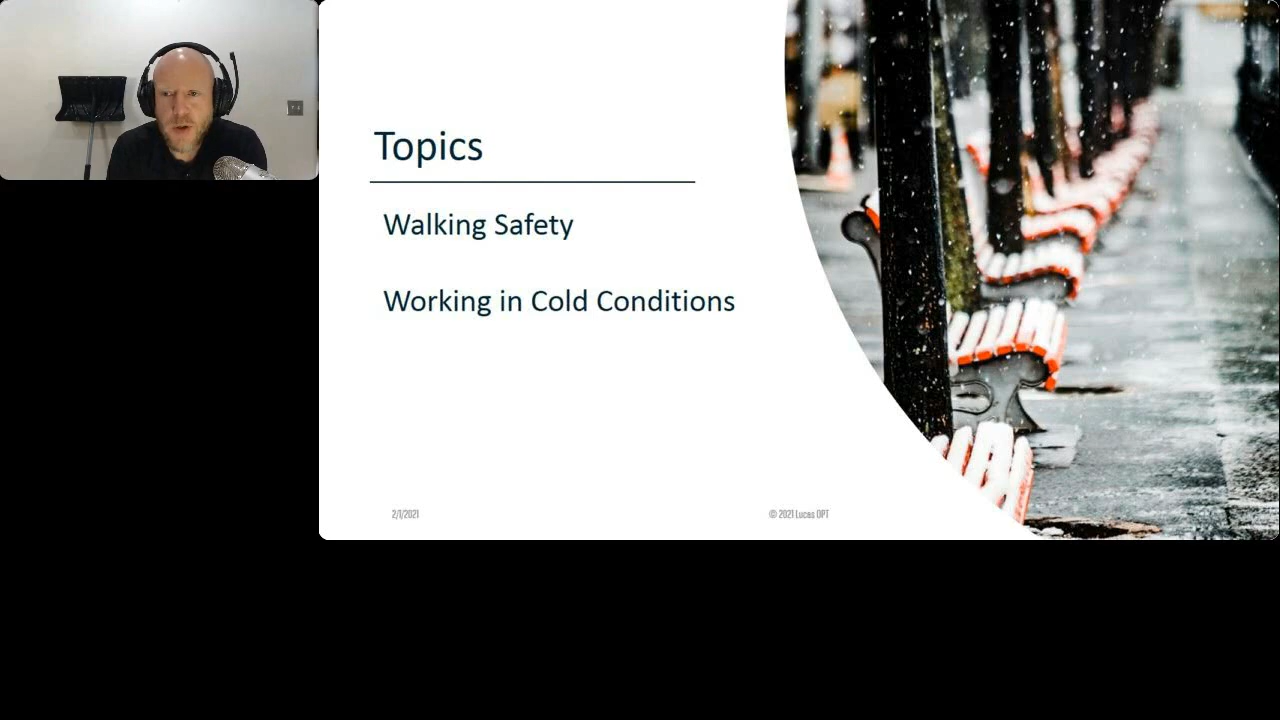 Topics
Walking Safety
Working in Cold Conditions
2/1/2021
© 2021 Lucas OPT